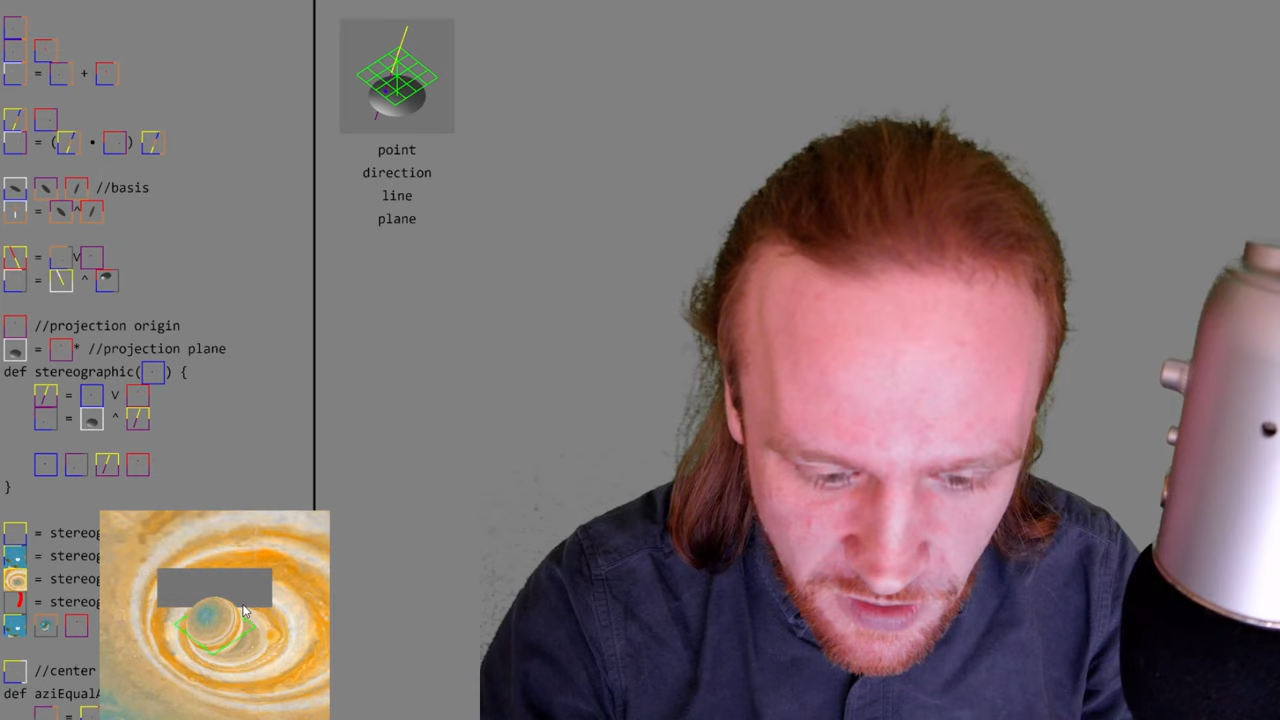 = +
= ( • )
//basis
= ^
= V
= ^
//projection origin
= * //projection plane
def stereographic( ) {
= V
= ^
}
= stereog
= stereog
= stereog
= stereog
//center
def aziEqualA
=
point
direction
line
plane